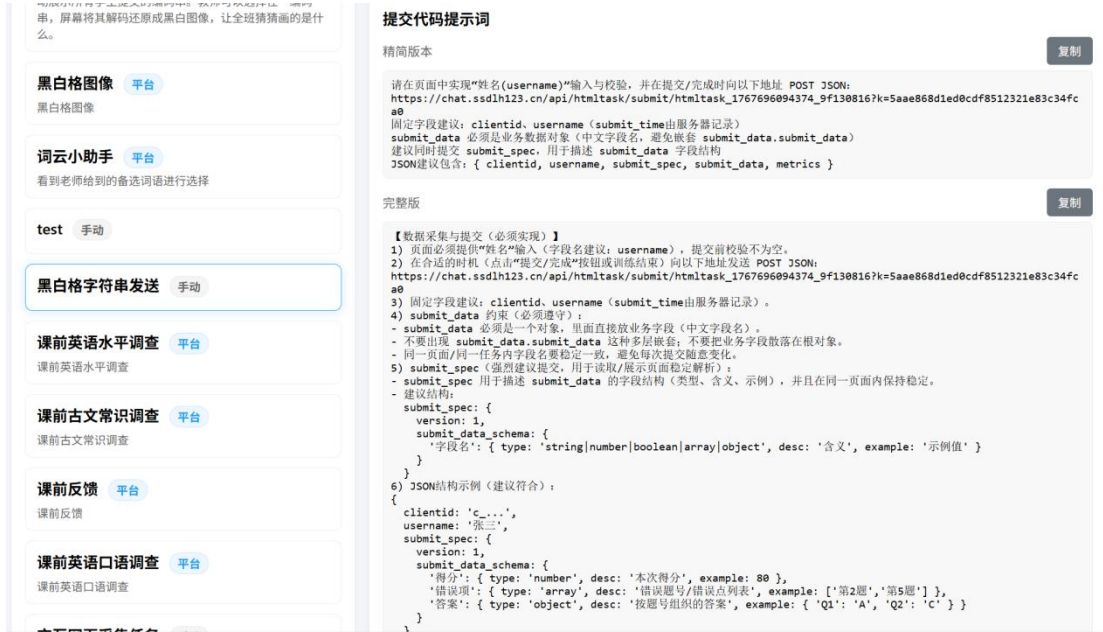 串，屏幕将其解码还原成黑白图像，让全班猜猜画的是什
么。
黑白格图像 平台
黑白格图像
词云小助手 平台
看到老师给到的备选词语进行选择
test 手动
黑白格字符串发送 手动
课前英语水平调查 平台
课前英语水平调查
课前古文常识调查 平台
课前古文常识调查
课前反馈 平台
课前反馈
课前英语口语调查 平台
课前英语口语调查
提交代码提示词
精简版本 复制
请在页面中实现“姓名(username)”输入与校验，并在提交/完成时向以下地址 POST JSON:
https://chat.ssdlh123.cn/api/htmltask/submit/htmltask_1767696094374_9f130816?k=5aae868d1ed0cdf8512321e83c34fc
a0
固定字段建议: clientid、username（submit_time由服务器记录）
submit_data 必须是业务数据对象（中文字段名，避免嵌套 submit_data.submit_data）
建议同时提交 submit_spec，用于描述 submit_data 字段结构
JSON建议包含: { clientid, username, submit_spec, submit_data, metrics }
完整版 复制
【数据采集与提交（必须实现）】
1) 页面必须提供“姓名”输入（字段名建议: username），提交前校验不为空。
2) 在合适的时机（点击“提交/完成”按钮或训练结束）向以下地址发送 POST JSON:
https://chat.ssdlh123.cn/api/htmltask/submit/htmltask_1767696094374_9f130816?k=5aae868d1ed0cdf8512321e83c34fc
a0
3) 固定字段建议: clientid、username（submit_time由服务器记录）。
4) submit_data 约束（必须遵守）:
- submit_data 必须是一个对象，里面直接放业务字段（中文字段名）。
- 不要出现 submit_data.submit_data 这种多层嵌套；不要把业务字段散落在根对象。
- 同一页面/同一任务内字段名要稳定一致，避免每次提交随意变化。
5) submit_spec（强烈建议提交，用于读取/展示页面稳定解析）:
- submit_spec 用于描述 submit_data 的字段结构（类型、含义、示例），并且在同一页面内保持稳定。
- 建议结构:
submit_spec: {
version: 1,
submit_data_schema: {
'字段名': { type: 'string|number|boolean|array|object', desc: '含义', example: '示例值' }
}
}
6) JSON结构示例（建议符合）:
{
clientid: 'c_...',
username: '张三',
submit_spec: {
version: 1,
submit_data_schema: {
'得分': { type: 'number', desc: '本次得分', example: 80 },
'错误项': { type: 'array', desc: '错误题号/错误点列表', example: ['第2题','第5题'] },
'答案': { type: 'object', desc: '按题号组织的答案', example: { 'Q1': 'A', 'Q2': 'C' } }
}
}